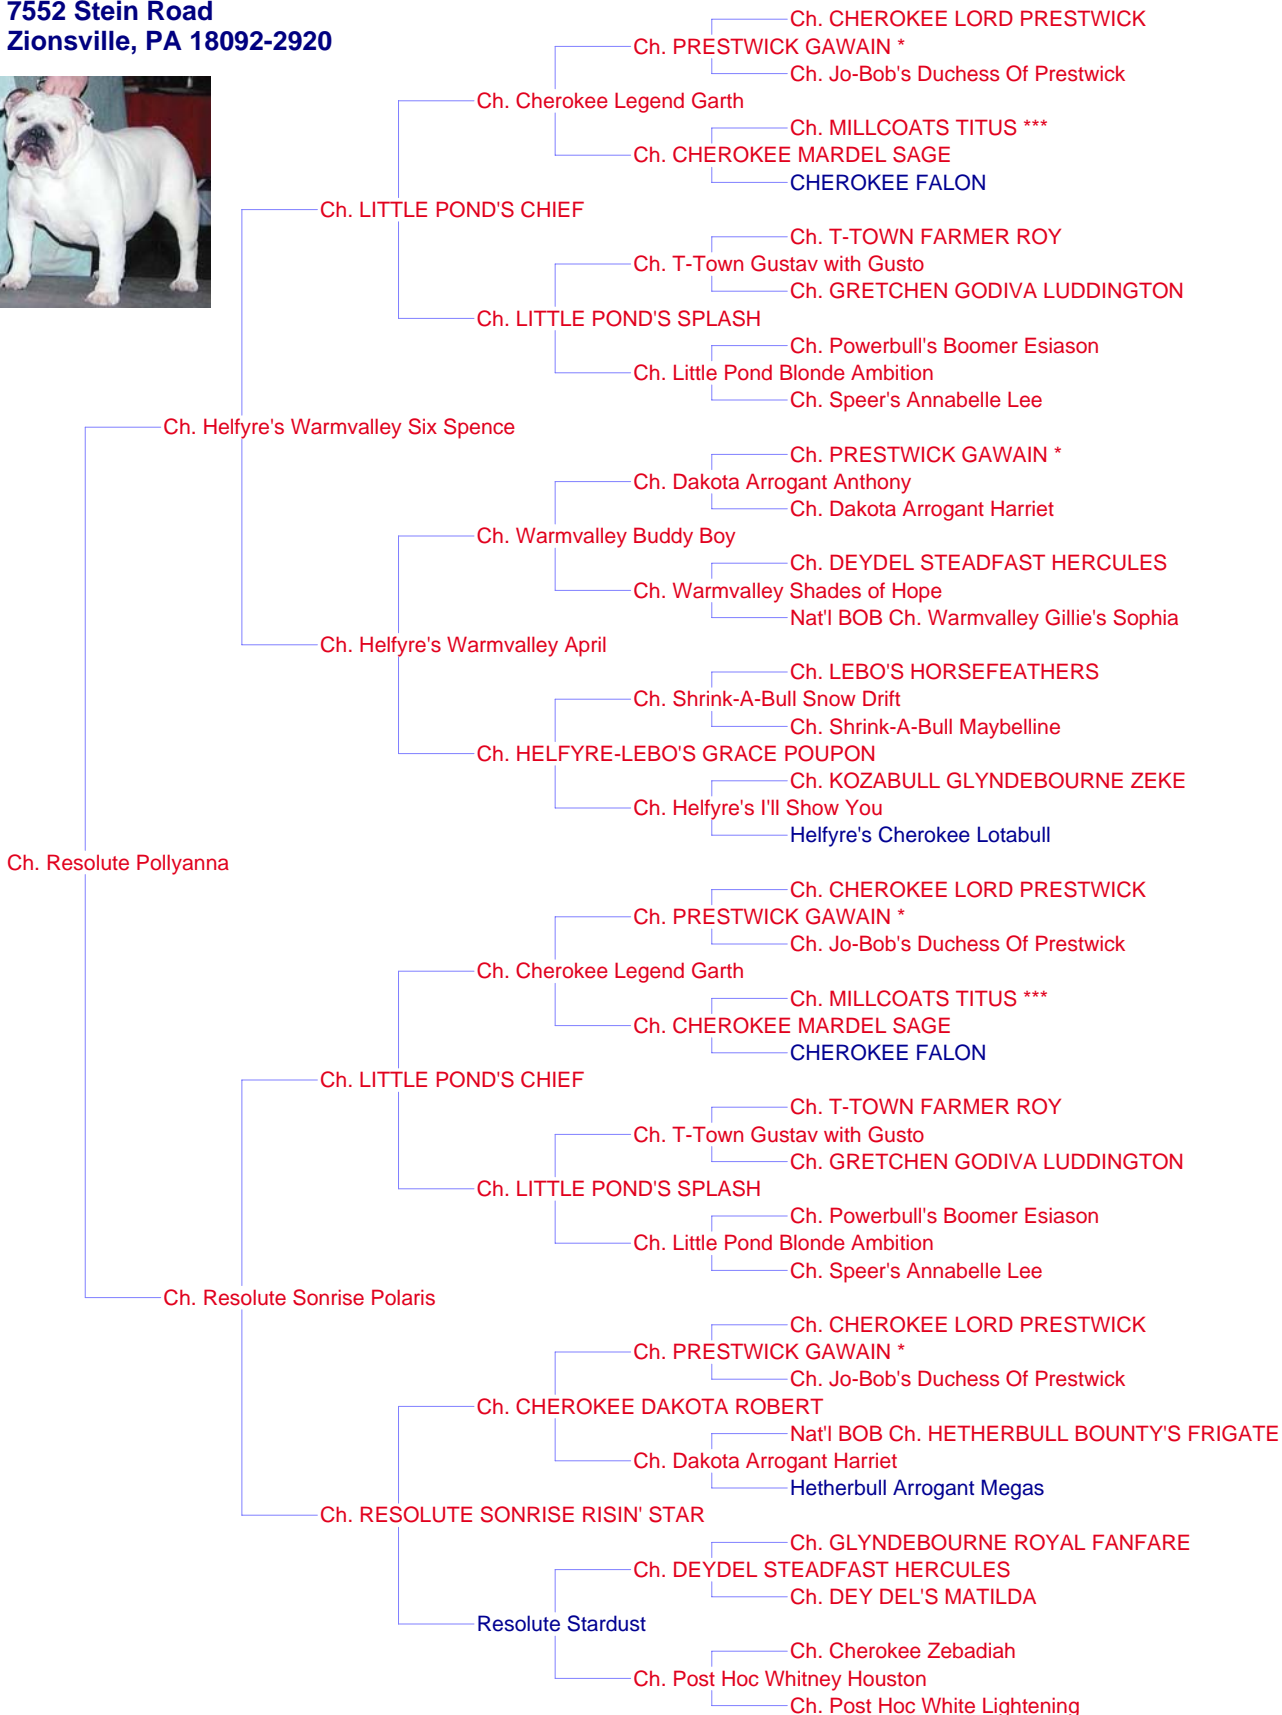 7552 Stein Road
Zionsville, PA 18092-2920
Ch. CHEROKEE LORD PRESTWICK
Ch. PRESTWICK GAWAIN *
Ch. Jo-Bob's Duchess Of Prestwick
Ch. Cherokee Legend Garth
Ch. MILLCOATS TITUS ***
Ch. CHEROKEE MARDEL SAGE
CHEROKEE FALON
Ch. LITTLE POND'S CHIEF
Ch. T-TOWN FARMER ROY
Ch. T-Town Gustav with Gusto
Ch. GRETCHEN GODIVA LUDDINGTON
Ch. LITTLE POND'S SPLASH
Ch. Powerbull's Boomer Esiason
Ch. Little Pond Blonde Ambition
Ch. Speer's Annabelle Lee
Ch. Helfyre's Warmvalley Six Spence
Ch. PRESTWICK GAWAIN *
Ch. Dakota Arrogant Anthony
Ch. Dakota Arrogant Harriet
Ch. Warmvalley Buddy Boy
Ch. DEYDEL STEADFAST HERCULES
Ch. Warmvalley Shades of Hope
Nat'l BOB Ch. Warmvalley Gillie's Sophia
Ch. Helfyre's Warmvalley April
Ch. LEBO'S HORSEFEATHERS
Ch. Shrink-A-Bull Snow Drift
Ch. Shrink-A-Bull Maybelline
Ch. HELFYRE-LEBO'S GRACE POUPON
Ch. KOZABULL GLYNDEBOURNE ZEKE
Ch. Helfyre's I'll Show You
Helfyre's Cherokee Lotabull
Ch. Resolute Pollyanna
Ch. CHEROKEE LORD PRESTWICK
Ch. PRESTWICK GAWAIN *
Ch. Jo-Bob's Duchess Of Prestwick
Ch. Cherokee Legend Garth
Ch. MILLCOATS TITUS ***
Ch. CHEROKEE MARDEL SAGE
CHEROKEE FALON
Ch. LITTLE POND'S CHIEF
Ch. T-TOWN FARMER ROY
Ch. T-Town Gustav with Gusto
Ch. GRETCHEN GODIVA LUDDINGTON
Ch. LITTLE POND'S SPLASH
Ch. Powerbull's Boomer Esiason
Ch. Little Pond Blonde Ambition
Ch. Speer's Annabelle Lee
Ch. Resolute Sonrise Polaris
Ch. CHEROKEE LORD PRESTWICK
Ch. PRESTWICK GAWAIN *
Ch. Jo-Bob's Duchess Of Prestwick
Ch. CHEROKEE DAKOTA ROBERT
Nat'l BOB Ch. HETHERBULL BOUNTY'S FRIGATE
Ch. Dakota Arrogant Harriet
Hetherbull Arrogant Megas
Ch. RESOLUTE SONRISE RISIN' STAR
Ch. GLYNDEBOURNE ROYAL FANFARE
Ch. DEYDEL STEADFAST HERCULES
Ch. DEY DEL'S MATILDA
Resolute Stardust
Ch. Cherokee Zebadiah
Ch. Post Hoc Whitney Houston
Ch. Post Hoc White Lightening